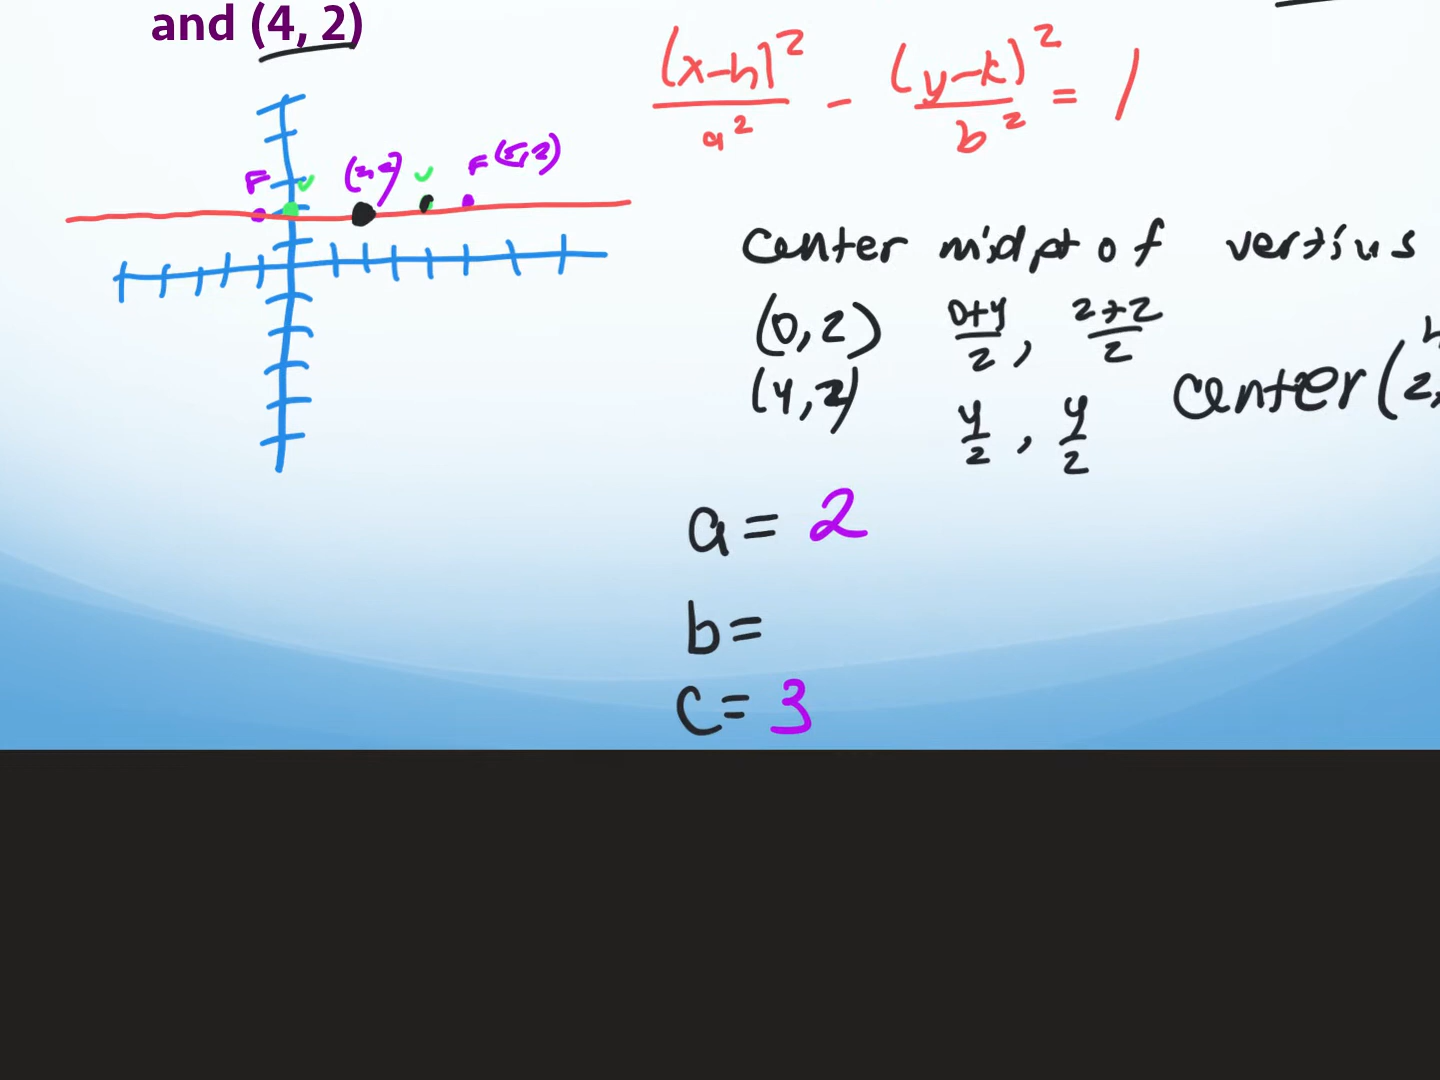 and (4, 2)
(x-h)² / a² - (y-k)² / b² = 1
F v (2,2) v F (5,2)
center midpt of vertius
(0,2) 0+4/2 , 2+2/2
(4,2) 4/2 , 4/2 center (2,
a = 2
b =
c = 3